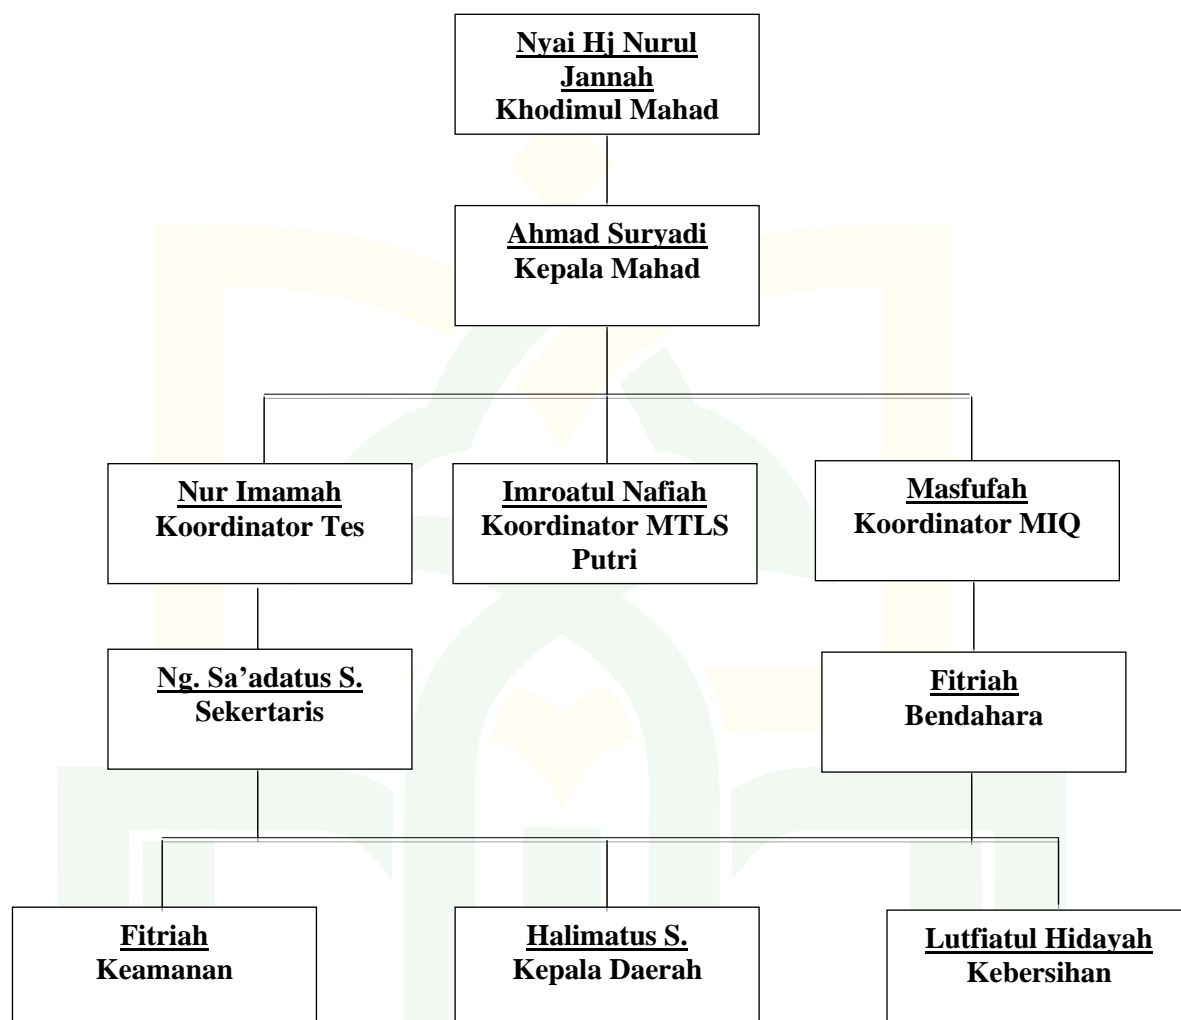 Nyai Hj Nurul
Jannah
Khodimul Mahad
Ahmad Suryadi
Kepala Mahad
Nur Imamah
Koordinator Tes
Imroatul Nafiah
Koordinator MTLS
Putri
Masfufah
Koordinator MIQ
Ng. Sa’adatus S.
Sekertaris
Fitriah
Bendahara
Fitriah
Keamanan
Halimatus S.
Kepala Daerah
Lutfiatul Hidayah
Kebersihan